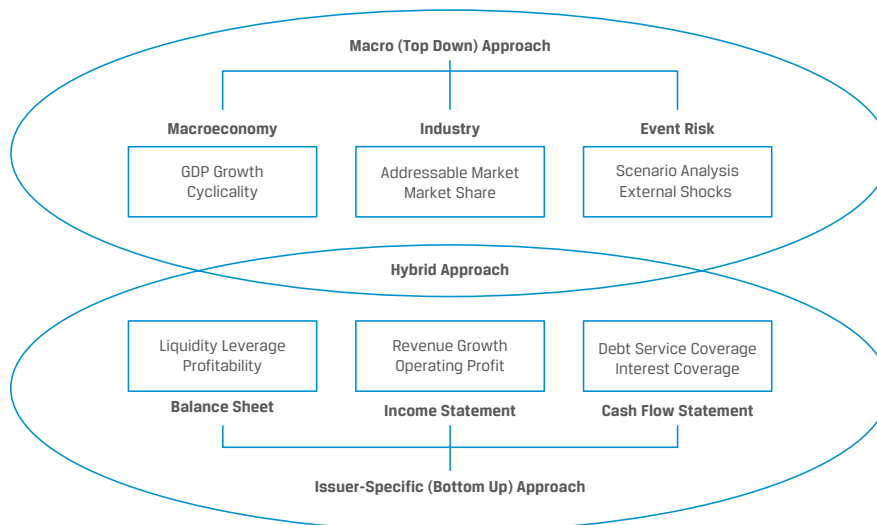 Macro (Top Down) Approach
Macroeconomy
Industry
Event Risk
GDP Growth
Cyclicality
Addressable Market
Market Share
Scenario Analysis
External Shocks
Hybrid Approach
Liquidity Leverage
Profitability
Revenue Growth
Operating Profit
Debt Service Coverage
Interest Coverage
Balance Sheet
Income Statement
Cash Flow Statement
Issuer-Specific (Bottom Up) Approach